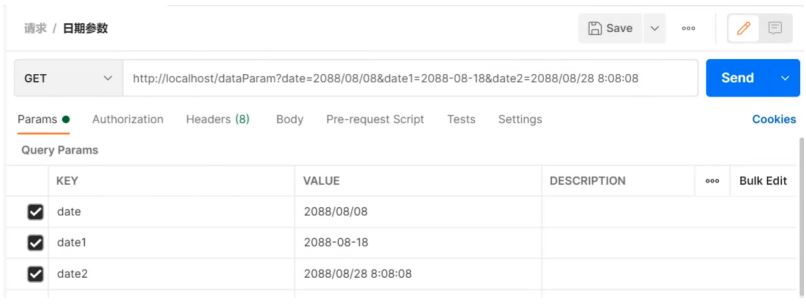 请求 / 日期参数
Save
GET
http://localhost/dataParam?date=2088/08/08&date1=2088-08-18&date2=2088/08/28 8:08:08
Send
Params Authorization Headers (8) Body Pre-request Script Tests Settings Cookies
Query Params
KEY VALUE DESCRIPTION Bulk Edit
date 2088/08/08
date1 2088-08-18
date2 2088/08/28 8:08:08